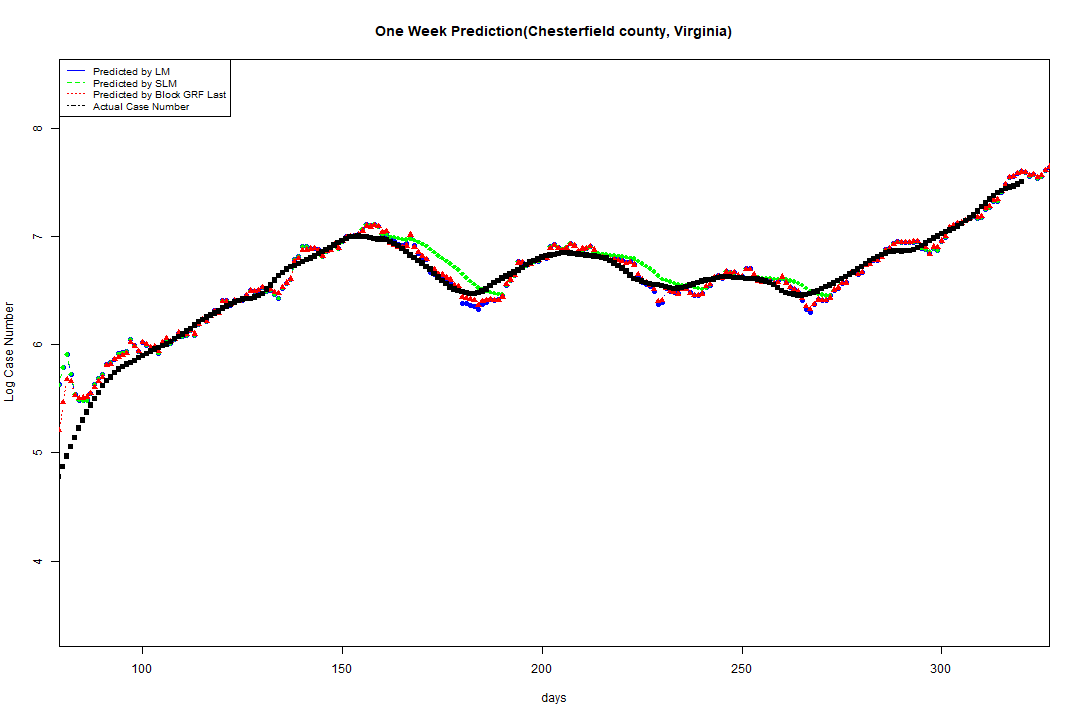 One Week Prediction(Chesterfield county, Virginia)
Predicted by LM
Predicted by SLM
Predicted by Block GRF Last
Actual Case Number
8
7
6
5
4
Log Case Number
100 150 200 250 300
days